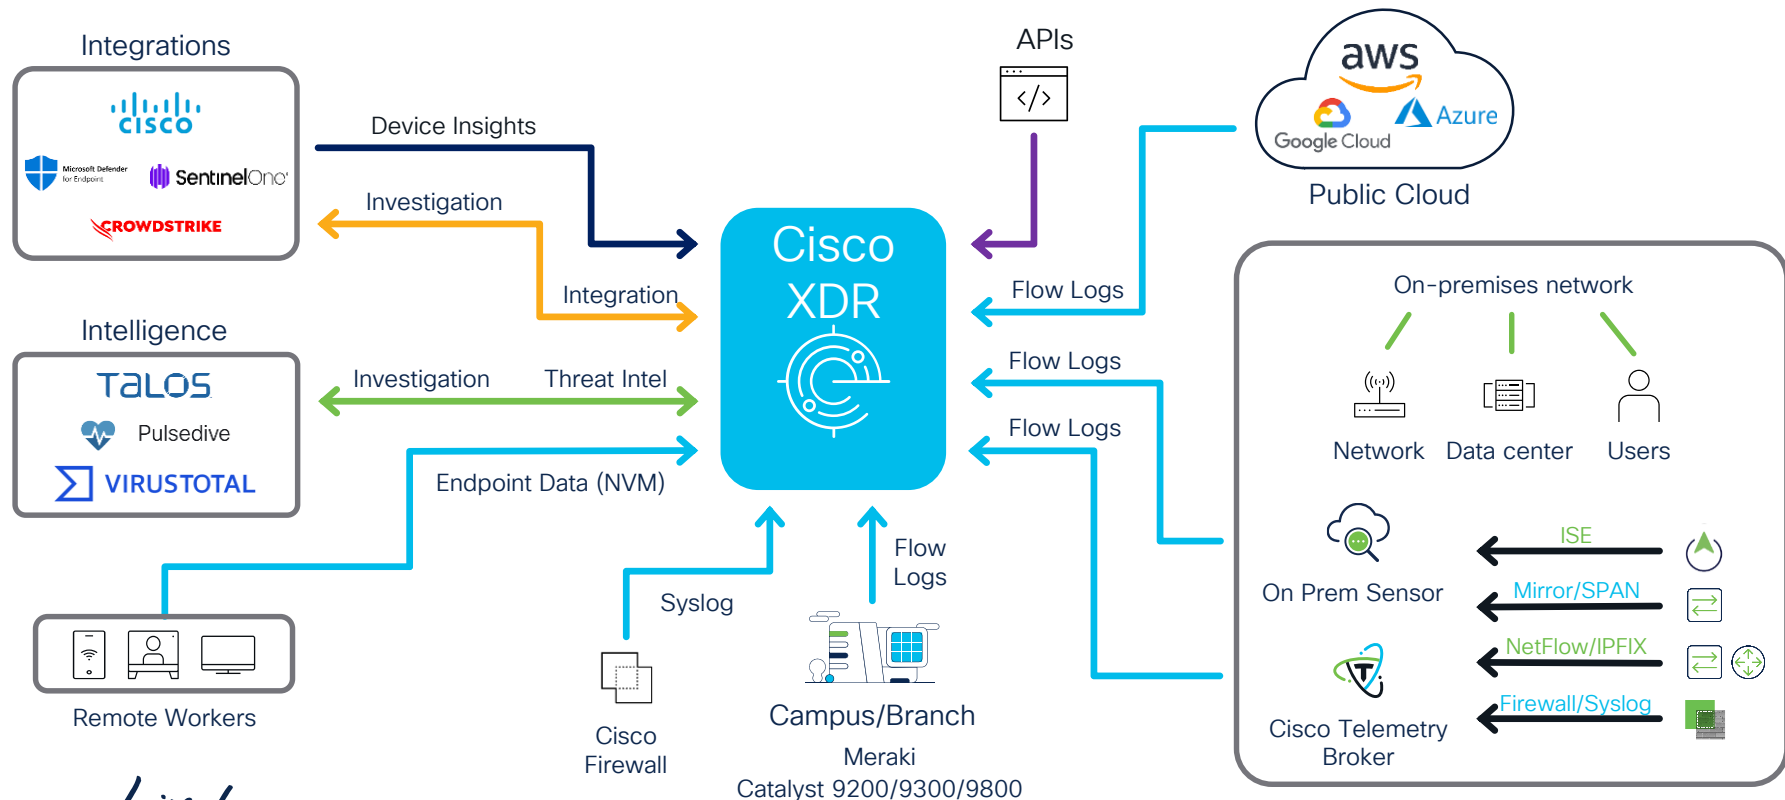 Integrations
CISCO
Microsoft Defender
for Endpoint
SentinelOne
CROWDSTRIKE
Device Insights
Investigation
Integration
Intelligence
TALOS
Pulsedive
VIRUSTOTAL
Investigation
Threat Intel
Endpoint Data (NVM)
Remote Workers
Cisco
XDR
APIs
</>
aws
Google Cloud
Azure
Public Cloud
Flow Logs
Flow Logs
Flow Logs
Syslog
Cisco
Firewall
Flow
Logs
Campus/Branch
Meraki
Catalyst 9200/9300/9800
On-premises network
Network
Data center
Users
On Prem Sensor
ISE
Mirror/SPAN
NetFlow/IPFIX
Firewall/Syslog
T
Cisco Telemetry
Broker